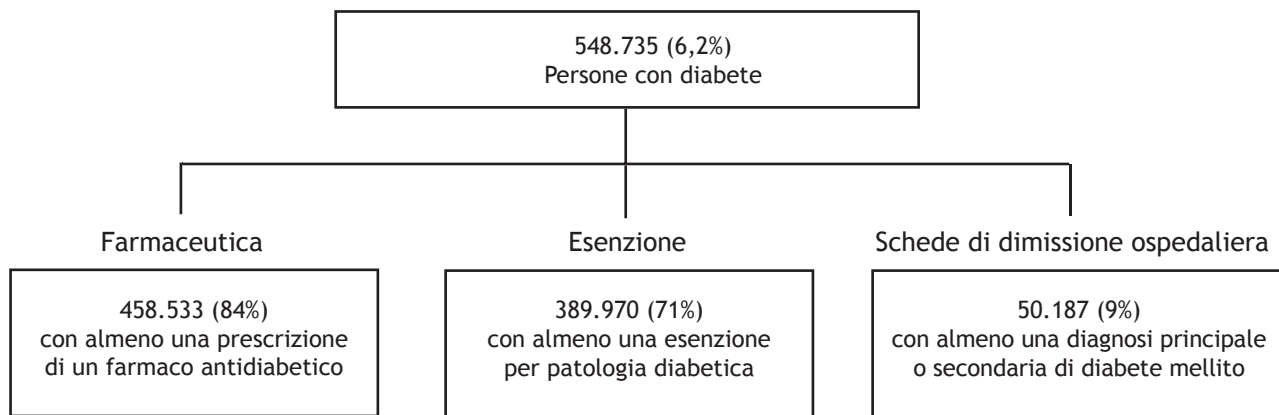 548.735 (6,2%)
Persone con diabete
Farmaceutica
458.533 (84%)
con almeno una prescrizione
di un farmaco antidiabetico
Esenzione
389.970 (71%)
con almeno una esenzione
per patologia diabetica
Schede di dimissione ospedaliera
50.187 (9%)
con almeno una diagnosi principale
o secondaria di diabete mellito